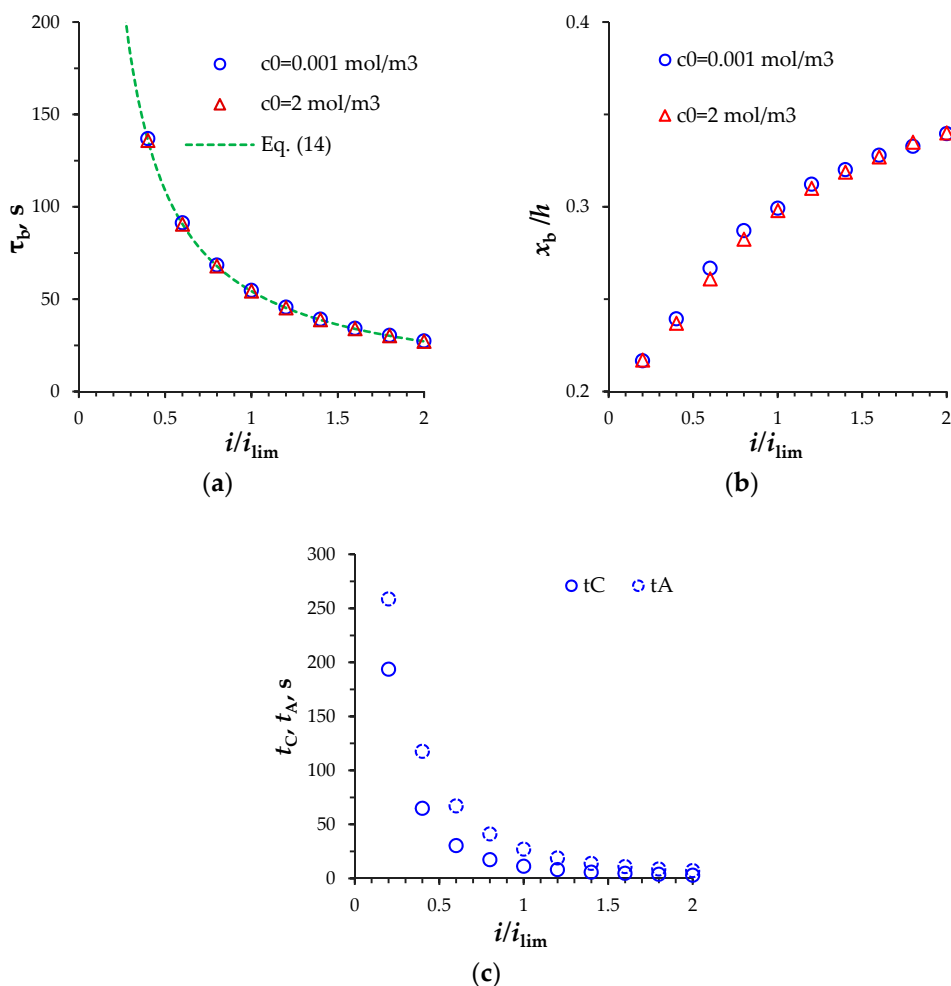 200
150
100
50
0
τb, s
c0=0.001 mol/m3
c0=2 mol/m3
Eq. (14)
0 0.5 1 1.5 2
i/ilim
(a)
0.4
0.3
0.2
xb /h
c0=0.001 mol/m3
c0=2 mol/m3
0 0.5 1 1.5 2
i/ilim
(b)
300
250
200
150
100
50
0
tC, tA, s
tC tA
0 0.5 1 1.5 2
i/ilim
(c)